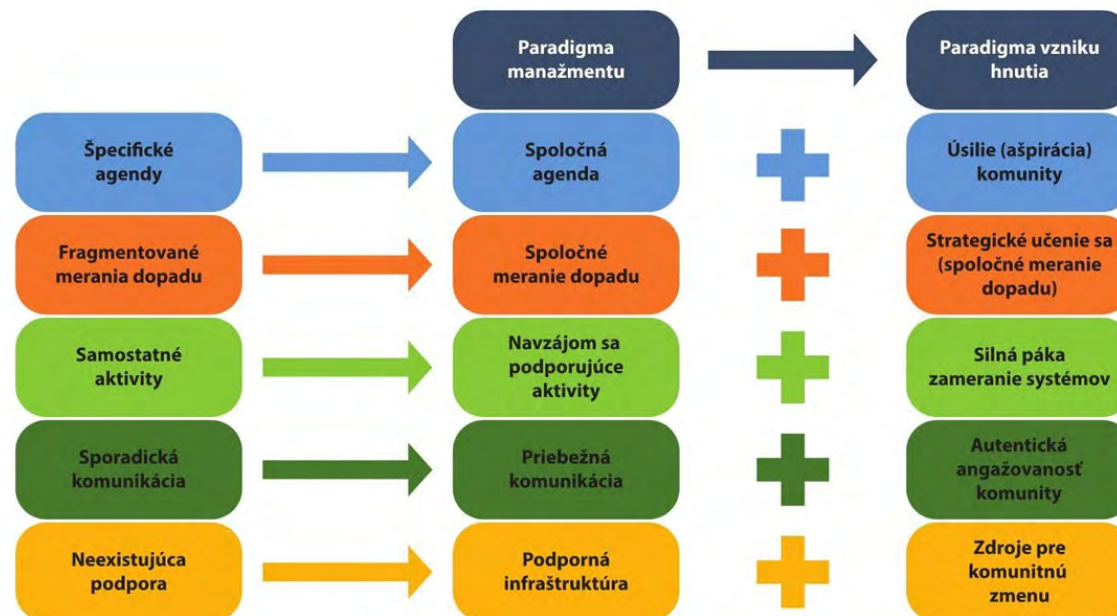 Paradigma
manažmentu
Paradigma vzniku
hnutia
Špecifické
agendy
Spoločná
agenda
Úsilie (ašpirácia)
komunity
Fragmentované
merania dopadu
Spoločné
meranie dopadu
Strategické učenie sa
(spoločné meranie
dopadu)
Samostatné
aktivity
Navzájom sa
podporujúce
aktivity
Silná páka
zameranie systémov
Sporadická
komunikácia
Priebežná
komunikácia
Autentická
angažovanosť
komunity
Neexistujúca
podpora
Podporná
infraštruktúra
Zdroje pre
komunitnú
zmenu